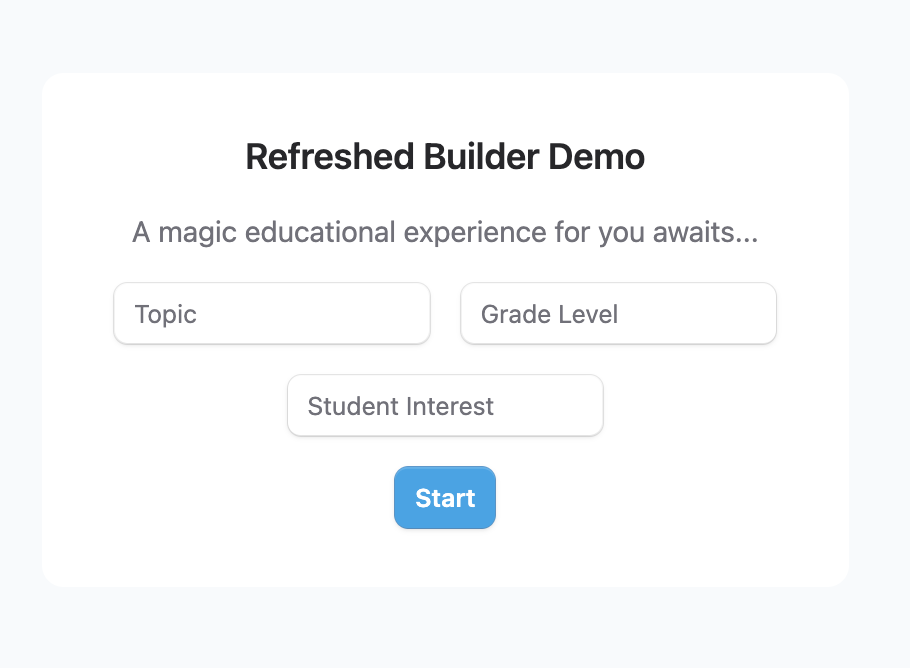 Refreshed Builder Demo
A magic educational experience for you awaits...
Topic
Grade Level
Student Interest
Start